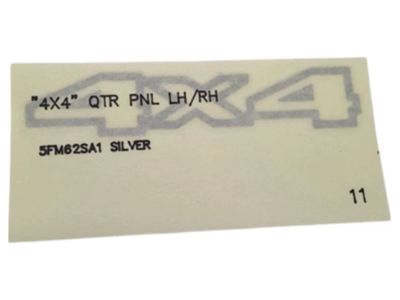 4X4
"4X4" QTR PNL LH/RH
5FM62SA1 SILVER
11